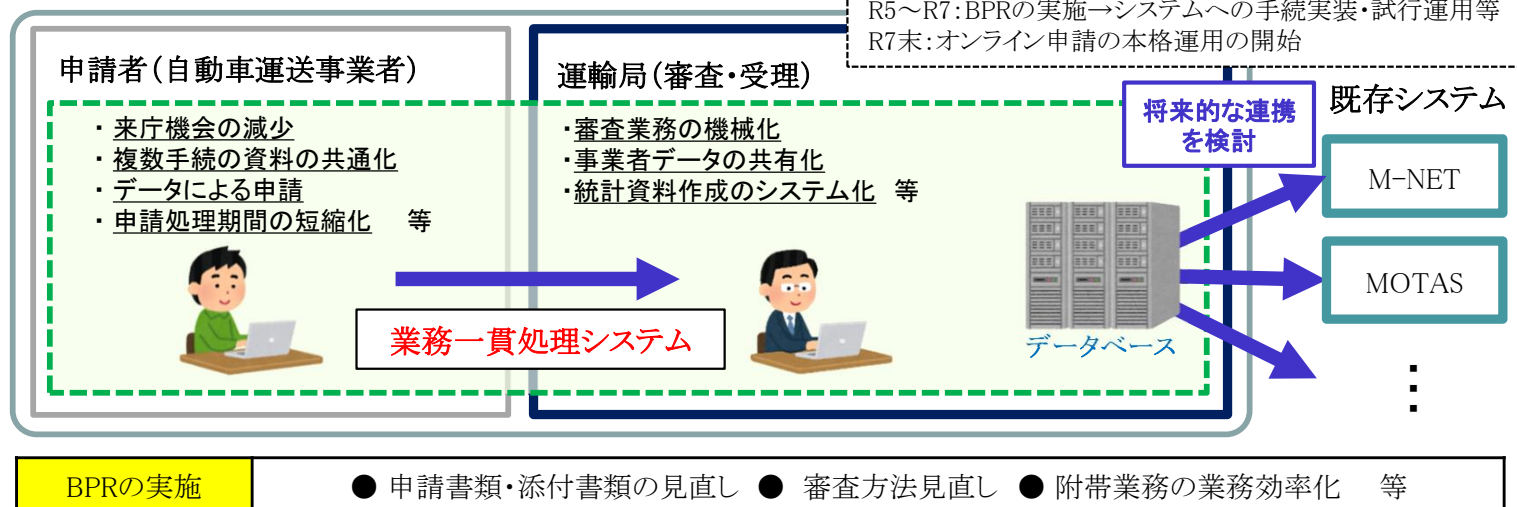 R5～R7：BPRの実施→システムへの手続実装・試行運用等
R7末：オンライン申請の本格運用の開始
申請者（自動車運送事業者）
・ 来庁機会の減少
・ 複数手続の資料の共通化
・ データによる申請
・ 申請処理期間の短縮化　等
運輸局（審査・受理）
・審査業務の機械化
・事業者データの共有化
・統計資料作成のシステム化　等
業務一貫処理システム
データベース
将来的な連携
を検討
既存システム
M-NET
MOTAS
⋮
BPRの実施
● 申請書類・添付書類の見直し ● 審査方法見直し ● 附帯業務の業務効率化　等